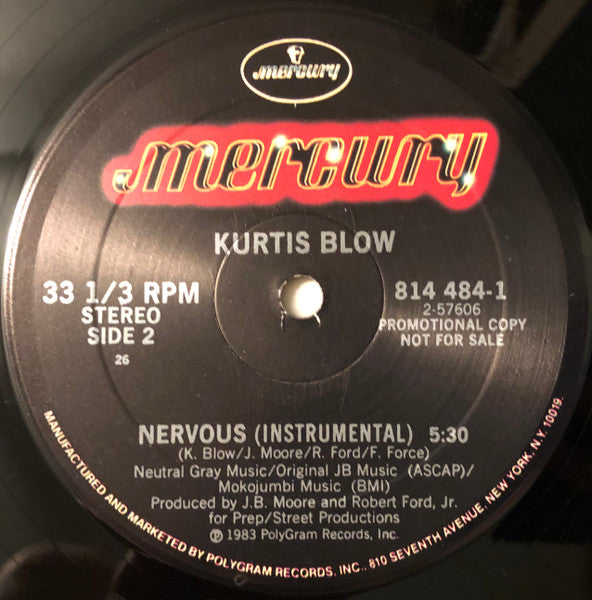 mercury
mercury
KURTIS BLOW
33 1/3 RPM
STEREO
SIDE 2
26
814 484-1
2-57606
PROMOTIONAL COPY
NOT FOR SALE
NERVOUS (INSTRUMENTAL) 5:30
(K. Blow/J. Moore/R. Ford/F. Force)
Neutral Gray Music/Original JB Music (ASCAP)/
Mokojumbi Music (BMI)
Produced by J.B. Moore and Robert Ford, Jr.
for Prep/Street Productions
℗ 1983 PolyGram Records, Inc.
MANUFACTURED AND MARKETED BY POLYGRAM RECORDS, INC., 810 SEVENTH AVENUE, NEW YORK, N.Y. 10019.